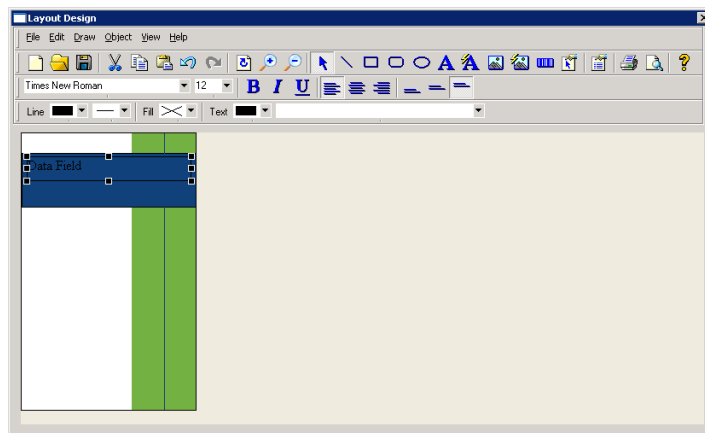 Layout Design
File Edit Draw Object View Help
Times New Roman 12 B I U
Line Fill Text
Data Field